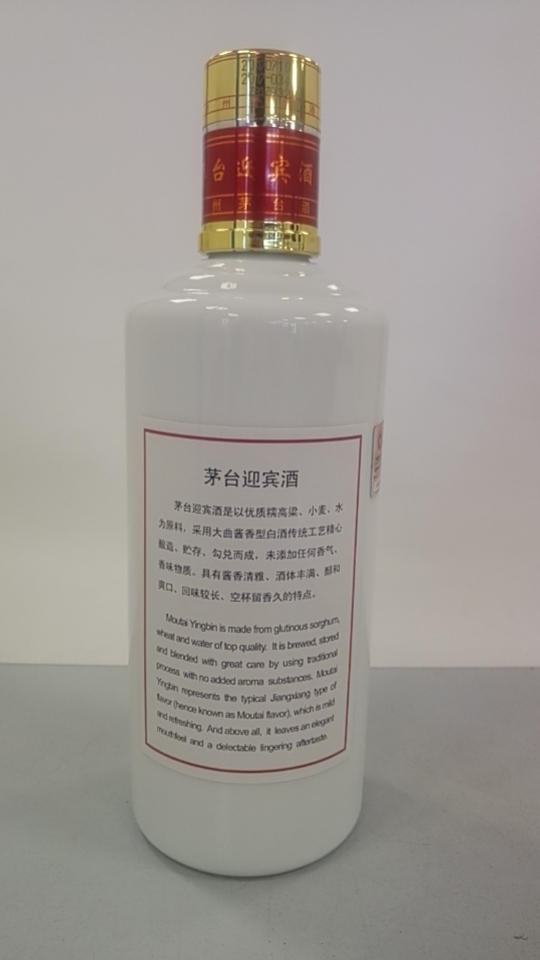 州
台迎宾酒
州茅台酒
茅台迎宾酒
茅台迎宾酒是以优质糯高粱、小麦、水
为原料，采用大曲酱香型白酒传统工艺精心
酿造、贮存、勾兑而成，未添加任何香气、
香味物质。具有酱香清雅、酒体丰满、醇和
爽口、回味较长、空杯留香久的特点。
Moutai Yingbin is made from glutinous sorghum,
wheat and water of top quality. It is brewed, stored
and blended with great care by using traditional
process with no added aroma substances. Moutai
Yingbin represents the typical Jiangxiang type of
flavor (hence known as Moutai flavor), which is mild
and refreshing. And above all, it leaves an elegant
mouthfeel and a delectable lingering aftertaste.